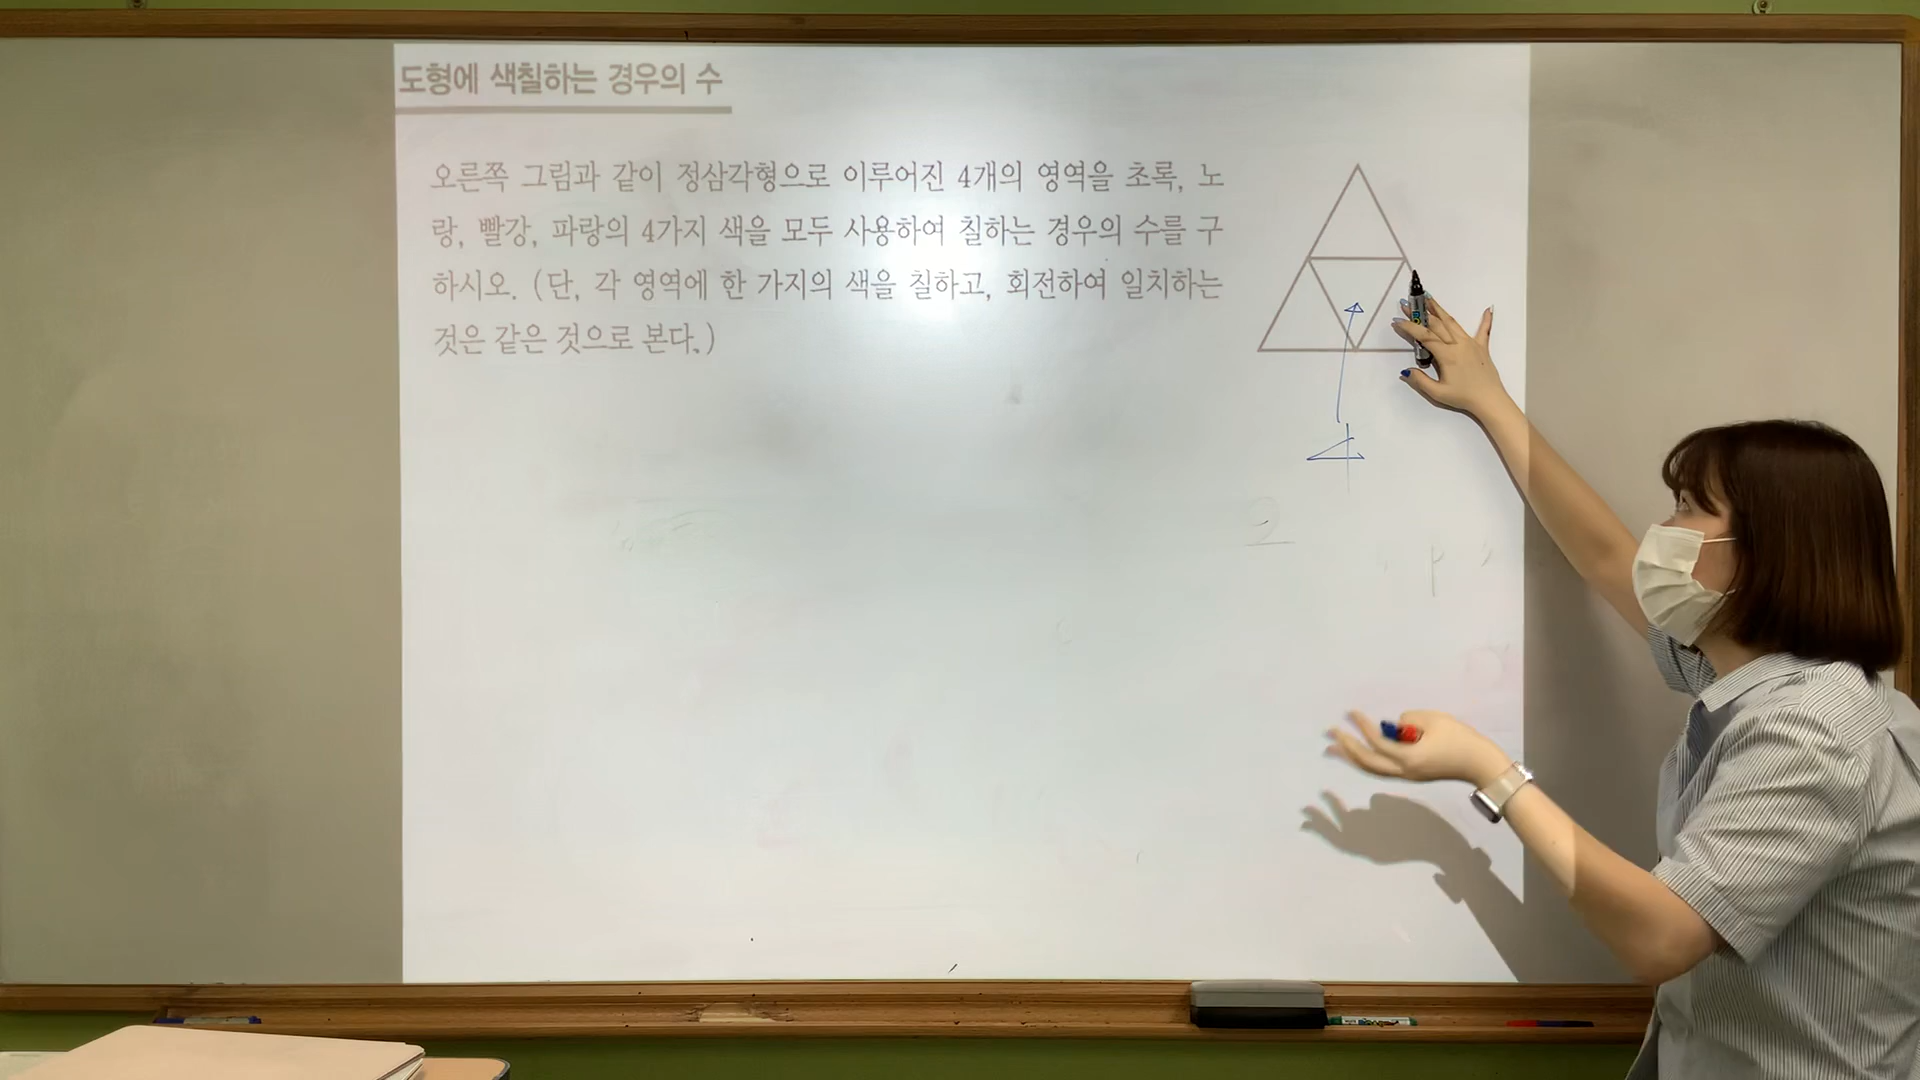 도형에 색칠하는 경우의 수
오른쪽 그림과 같이 정삼각형으로 이루어진 4개의 영역을 초록, 노
랑, 빨강, 파랑의 4가지 색을 모두 사용하여 칠하는 경우의 수를 구
하시오. (단, 각 영역에 한 가지의 색을 칠하고, 회전하여 일치하는
것은 같은 것으로 본다.)
4
2